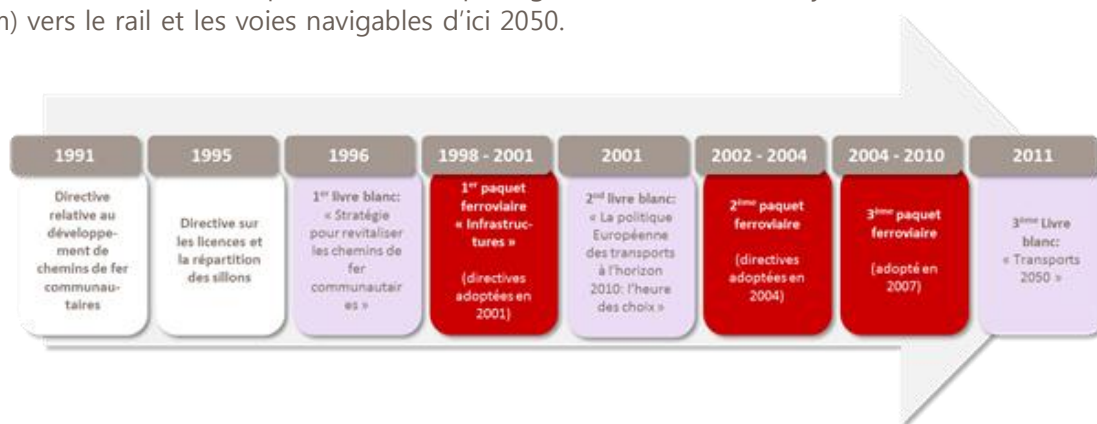 m) vers le rail et les voies navigables d’ici 2050.
1991
Directive
relative au
développe-
ment de
chemins de fer
communau-
taires
1995
Directive sur
les licences et
la répartition
des sillons
1996
1er livre blanc:
« Stratégie
pour revitaliser
les chemins de
fer
communautair
es »
1998 - 2001
1er paquet
ferroviaire
« Infrastruc-
tures »
(directives
adoptées en
2001)
2001
2nd livre blanc:
« La politique
Européenne
des transports
à l’horizon
2010: l’heure
des choix »
2002 - 2004
2ème paquet
ferroviaire
(directives
adoptées en
2004)
2004 - 2010
3ème paquet
ferroviaire
(adopté en
2007)
2011
3ème Livre
blanc:
« Transports
2050 »